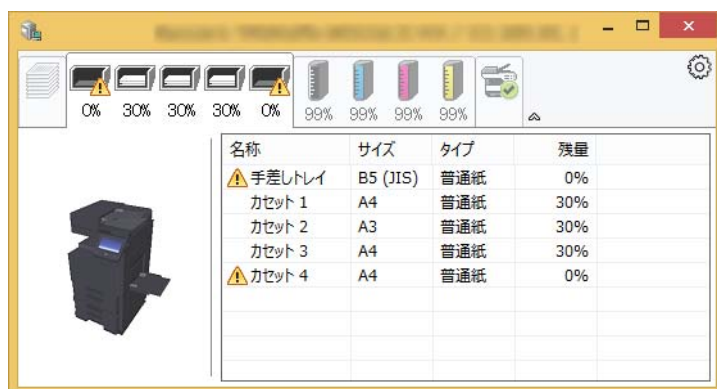 0% 30% 30% 30% 0% 99% 99% 99% 99%
名称 サイズ タイプ 残量
手差しトレイ B5 (JIS) 普通紙 0%
カセット 1 A4 普通紙 30%
カセット 2 A3 普通紙 30%
カセット 3 A4 普通紙 30%
カセット 4 A4 普通紙 0%